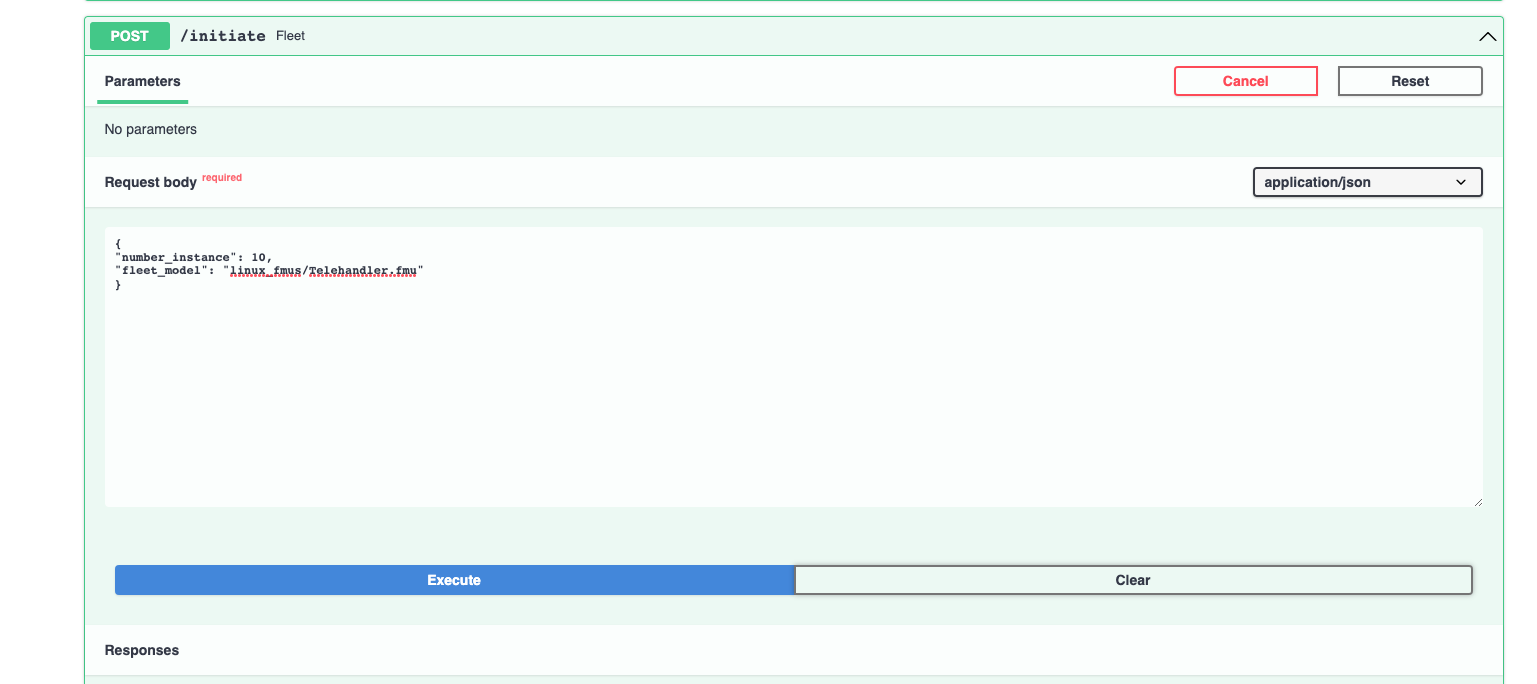 POST /initiate Fleet
Parameters
Cancel
Reset
No parameters
Request body required
application/json
{
"number_instance": 10,
"fleet_model": "linux_fmus/Telehandler.fmu"
}
Execute
Clear
Responses